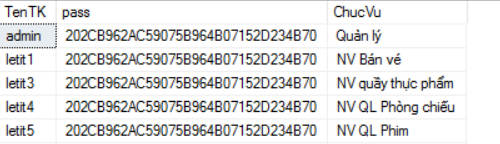 TenTK pass ChucVu
admin 202CB962AC59075B964B07152D234B70 Quản lý
letit1 202CB962AC59075B964B07152D234B70 NV Bán vé
letit3 202CB962AC59075B964B07152D234B70 NV quầy thực phẩm
letit4 202CB962AC59075B964B07152D234B70 NV QL Phòng chiếu
letit5 202CB962AC59075B964B07152D234B70 NV QL Phim